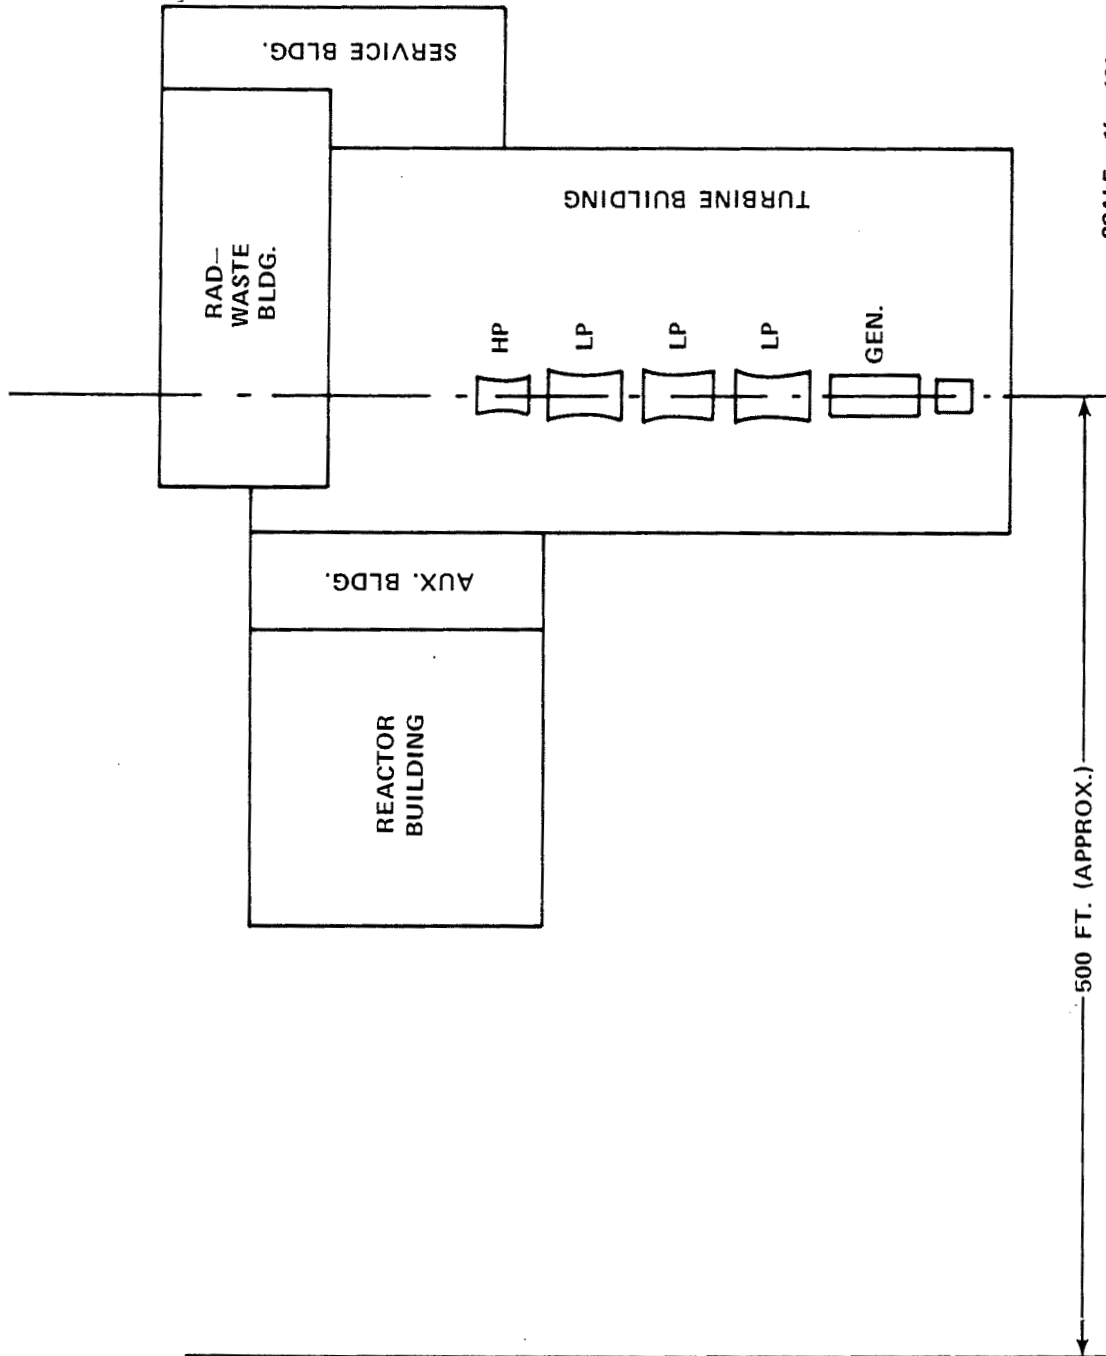 SERVICE BLDG.
RAD—
WASTE
BLDG.
TURBINE BUILDING
HP
LP
LP
LP
GEN.
AUX. BLDG.
REACTOR
BUILDING
500 FT. (APPROX.)